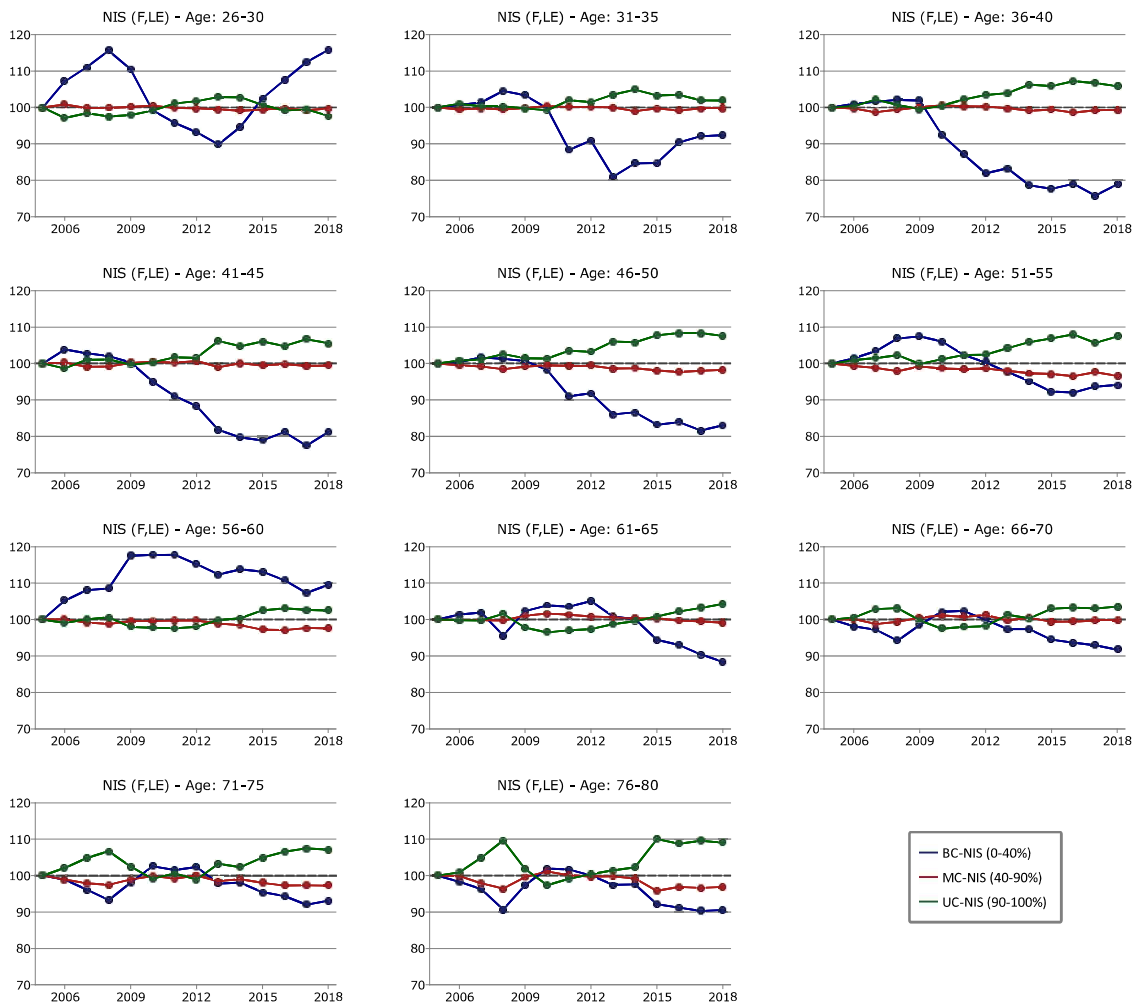 NIS (F,LE) - Age: 26-30
120
110
100
90
80
70
2006 2009 2012 2015 2018
NIS (F,LE) - Age: 31-35
120
110
100
90
80
70
2006 2009 2012 2015 2018
NIS (F,LE) - Age: 36-40
120
110
100
90
80
70
2006 2009 2012 2015 2018
NIS (F,LE) - Age: 41-45
120
110
100
90
80
70
2006 2009 2012 2015 2018
NIS (F,LE) - Age: 46-50
120
110
100
90
80
70
2006 2009 2012 2015 2018
NIS (F,LE) - Age: 51-55
120
110
100
90
80
70
2006 2009 2012 2015 2018
NIS (F,LE) - Age: 56-60
120
110
100
90
80
70
2006 2009 2012 2015 2018
NIS (F,LE) - Age: 61-65
120
110
100
90
80
70
2006 2009 2012 2015 2018
NIS (F,LE) - Age: 66-70
120
110
100
90
80
70
2006 2009 2012 2015 2018
NIS (F,LE) - Age: 71-75
120
110
100
90
80
70
2006 2009 2012 2015 2018
NIS (F,LE) - Age: 76-80
120
110
100
90
80
70
2006 2009 2012 2015 2018
BC-NIS (0-40%)
MC-NIS (40-90%)
UC-NIS (90-100%)